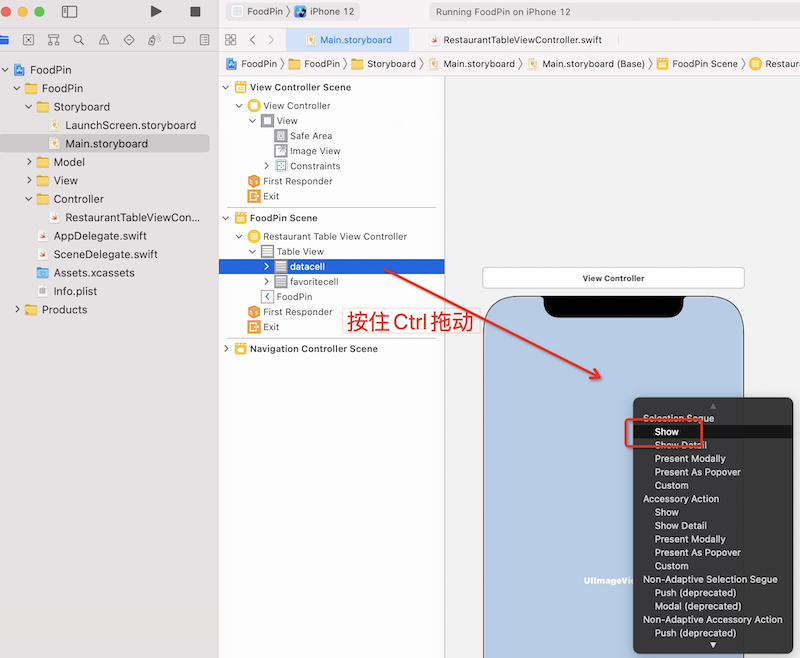 FoodPin
iPhone 12
Running FoodPin on iPhone 12
Main.storyboard
RestaurantTableViewController.swift
FoodPin
FoodPin
Storyboard
Main.storyboard
Main.storyboard (Base)
FoodPin Scene
Restaur
FoodPin
FoodPin
Storyboard
LaunchScreen.storyboard
Main.storyboard
Model
View
Controller
RestaurantTableViewCon...
AppDelegate.swift
SceneDelegate.swift
Assets.xcassets
Info.plist
Products
View Controller Scene
View Controller
View
Safe Area
Image View
Constraints
First Responder
Exit
FoodPin Scene
Restaurant Table View Controller
Table View
datacell
favoritecell
FoodPin
First Responder
Exit
Navigation Controller Scene
按住Ctrl拖动
View Controller
UIImageVie
Selection Segue
Show
Show Detail
Present Modally
Present As Popover
Custom
Accessory Action
Show
Show Detail
Present Modally
Present As Popover
Custom
Non-Adaptive Selection Segue
Push (deprecated)
Modal (deprecated)
Non-Adaptive Accessory Action
Push (deprecated)